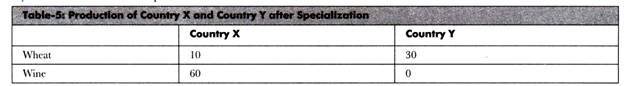 Table-5: Production of Country X and Country Y after Specialization
Country X Country Y
Wheat 10 30
Wine 60 0